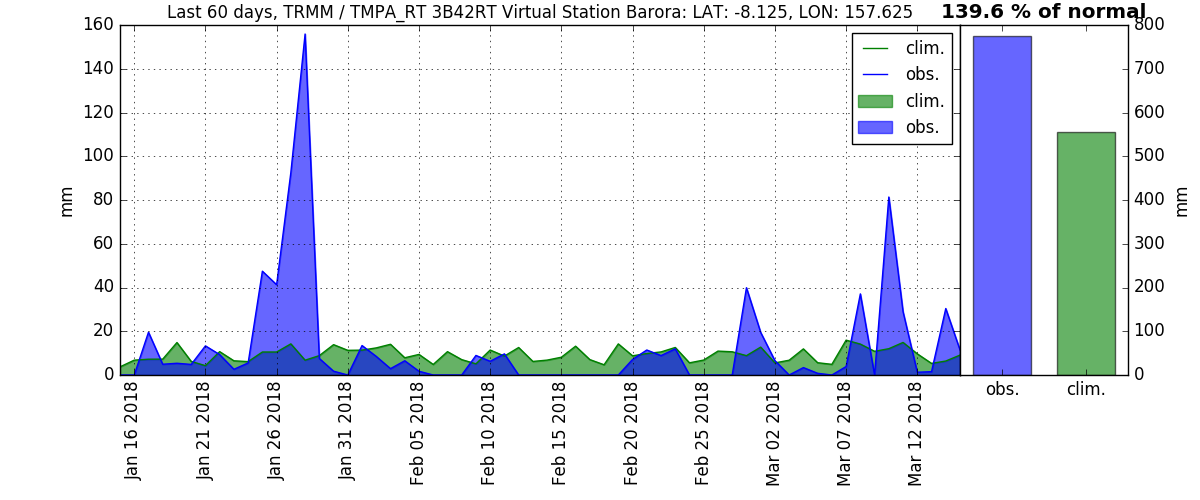 Last 60 days, TRMM / TMPA_RT 3B42RT Virtual Station Barora: LAT: -8.125, LON: 157.625
139.6 % of normal
160
140
120
100
80
60
40
20
0
mm
clim.
obs.
clim.
obs.
800
700
600
500
400
300
200
100
0
mm
Jan 16 2018
Jan 21 2018
Jan 26 2018
Jan 31 2018
Feb 05 2018
Feb 10 2018
Feb 15 2018
Feb 20 2018
Feb 25 2018
Mar 02 2018
Mar 07 2018
Mar 12 2018
obs.
clim.